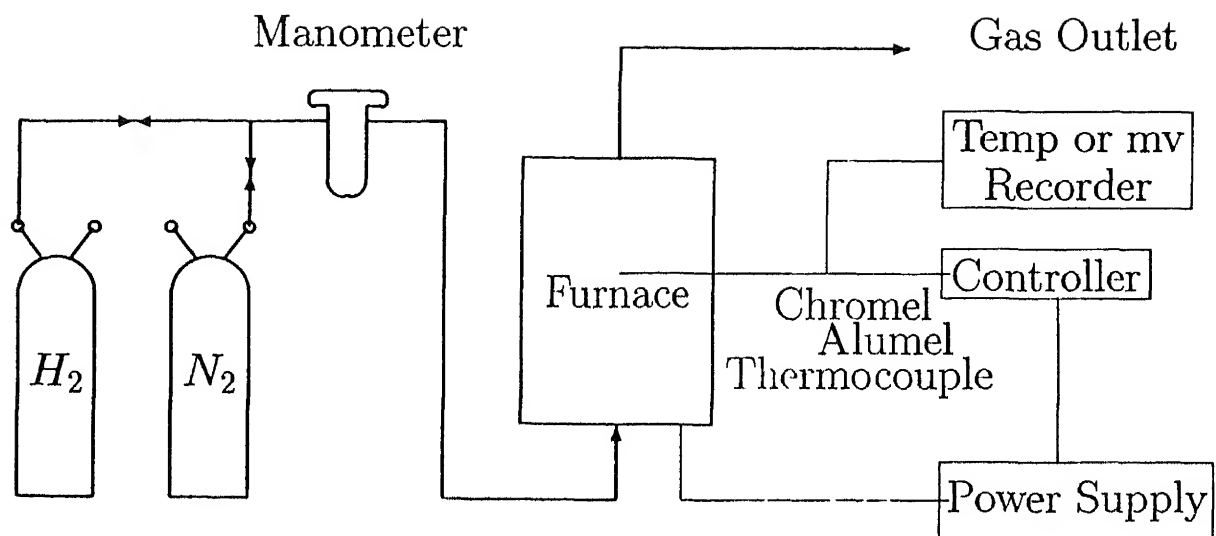 Manometer
Gas Outlet
Temp or mv
Recorder
Furnace
Controller
Chromel
Alumel
Thermocouple
H₂
N₂
Power Supply